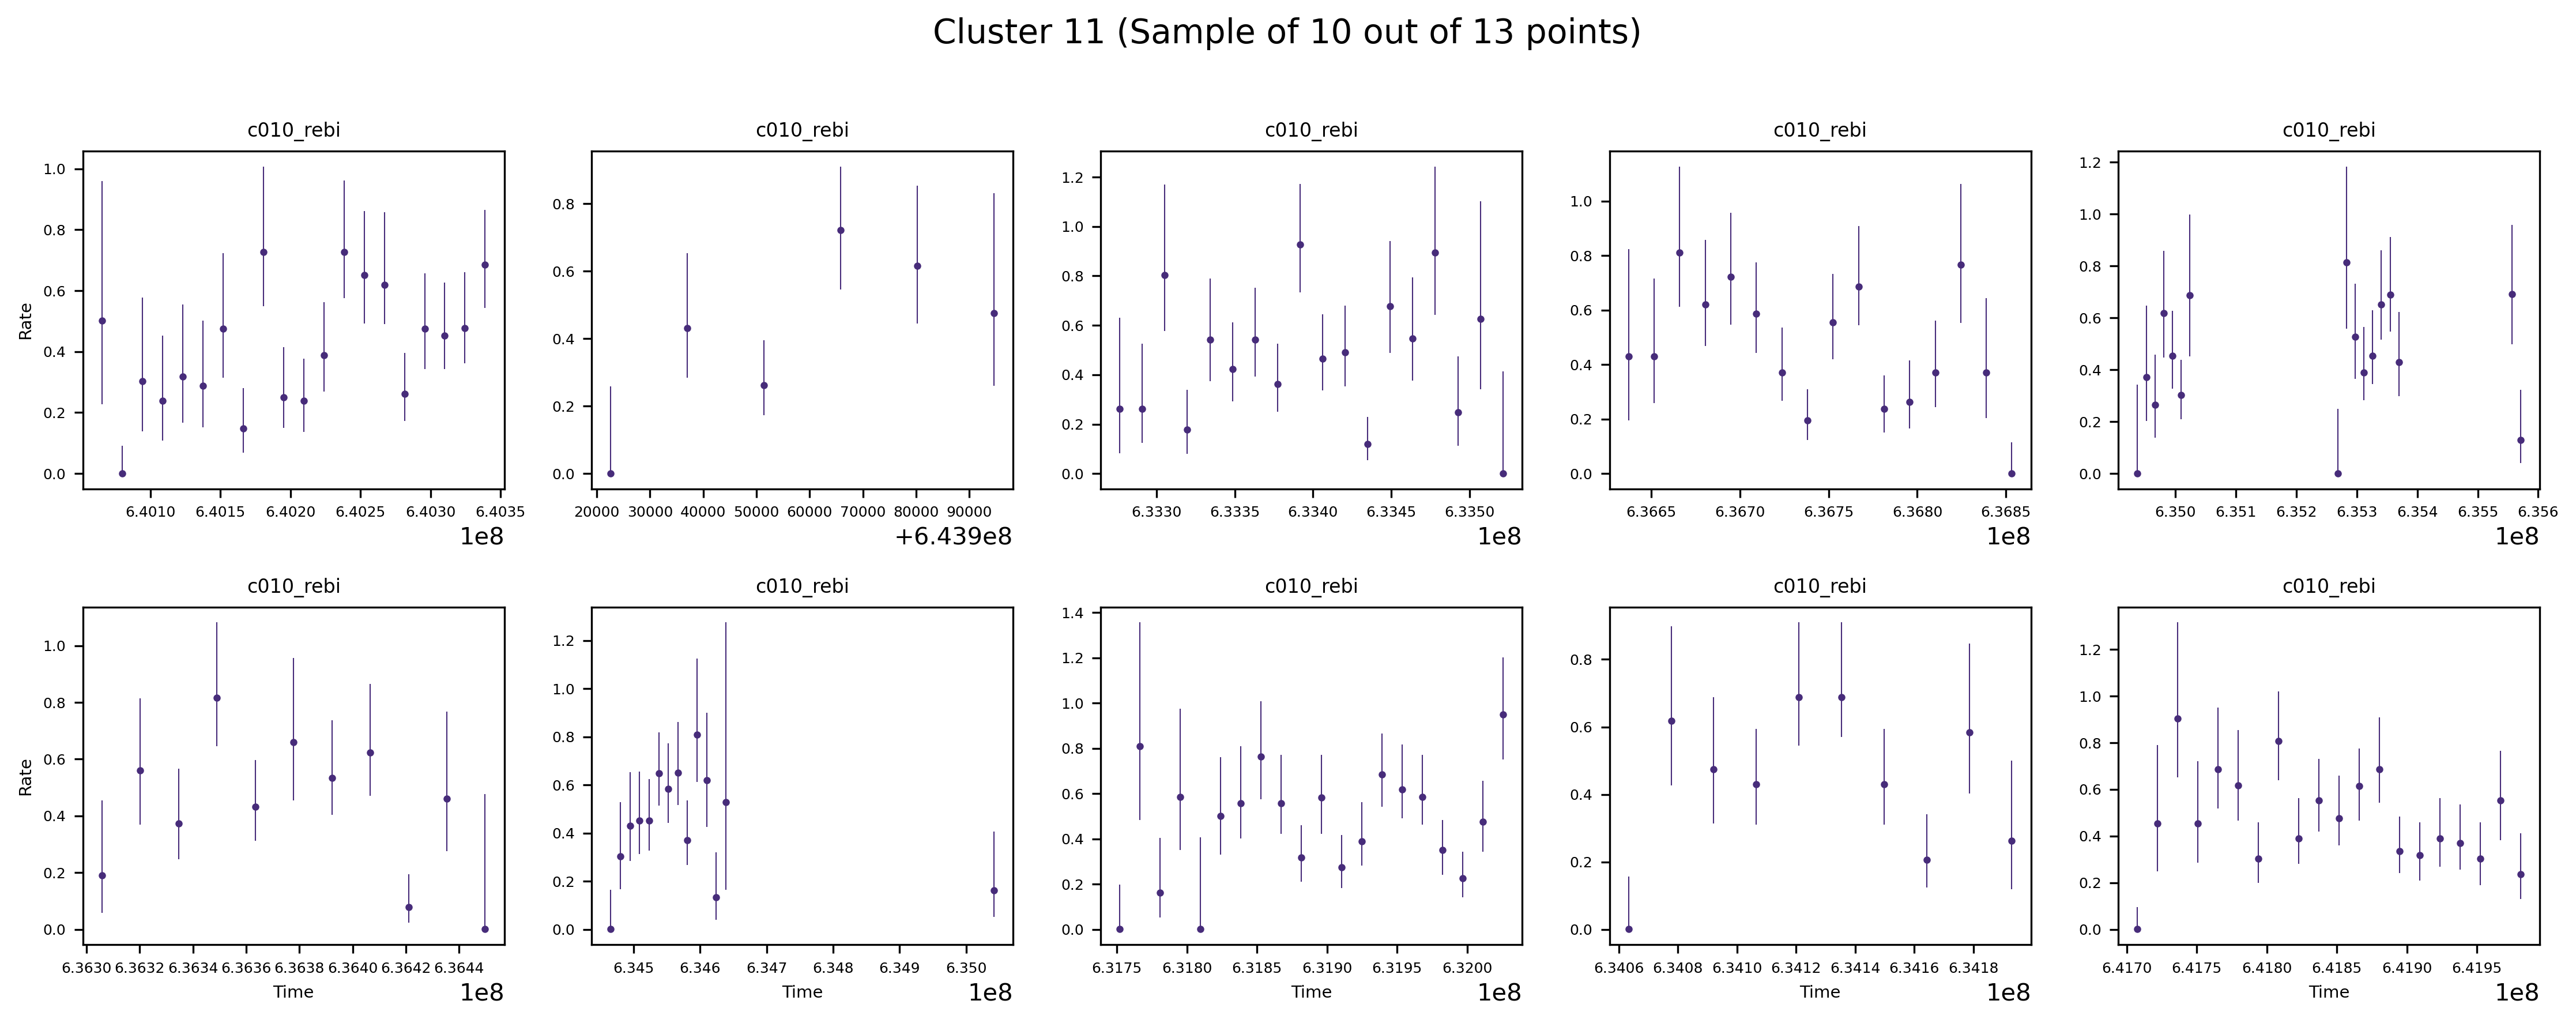 Cluster 11 (Sample of 10 out of 13 points)
c010_rebi c010_rebi c010_rebi c010_rebi c010_rebi
Rate
1.0 0.8 0.6 0.4 0.2 0.0
6.4010 6.4015 6.4020 6.4025 6.4030 6.4035
1e8
0.8 0.6 0.4 0.2 0.0
20000 30000 40000 50000 60000 70000 80000 90000
+6.439e8
1.2 1.0 0.8 0.6 0.4 0.2 0.0
6.3330 6.3335 6.3340 6.3345 6.3350
1e8
1.0 0.8 0.6 0.4 0.2 0.0
6.3665 6.3670 6.3675 6.3680 6.3685
1e8
1.2 1.0 0.8 0.6 0.4 0.2 0.0
6.350 6.351 6.352 6.353 6.354 6.355 6.356
1e8
c010_rebi c010_rebi c010_rebi c010_rebi c010_rebi
Rate
1.0 0.8 0.6 0.4 0.2 0.0
6.3630 6.3632 6.3634 6.3636 6.3638 6.3640 6.3642 6.3644
Time
1e8
1.2 1.0 0.8 0.6 0.4 0.2 0.0
6.345 6.346 6.347 6.348 6.349 6.350
Time
1e8
1.4 1.2 1.0 0.8 0.6 0.4 0.2 0.0
6.3175 6.3180 6.3185 6.3190 6.3195 6.3200
Time
1e8
0.8 0.6 0.4 0.2 0.0
6.3406 6.3408 6.3410 6.3412 6.3414 6.3416 6.3418
Time
1e8
1.2 1.0 0.8 0.6 0.4 0.2 0.0
6.4170 6.4175 6.4180 6.4185 6.4190 6.4195
Time
1e8